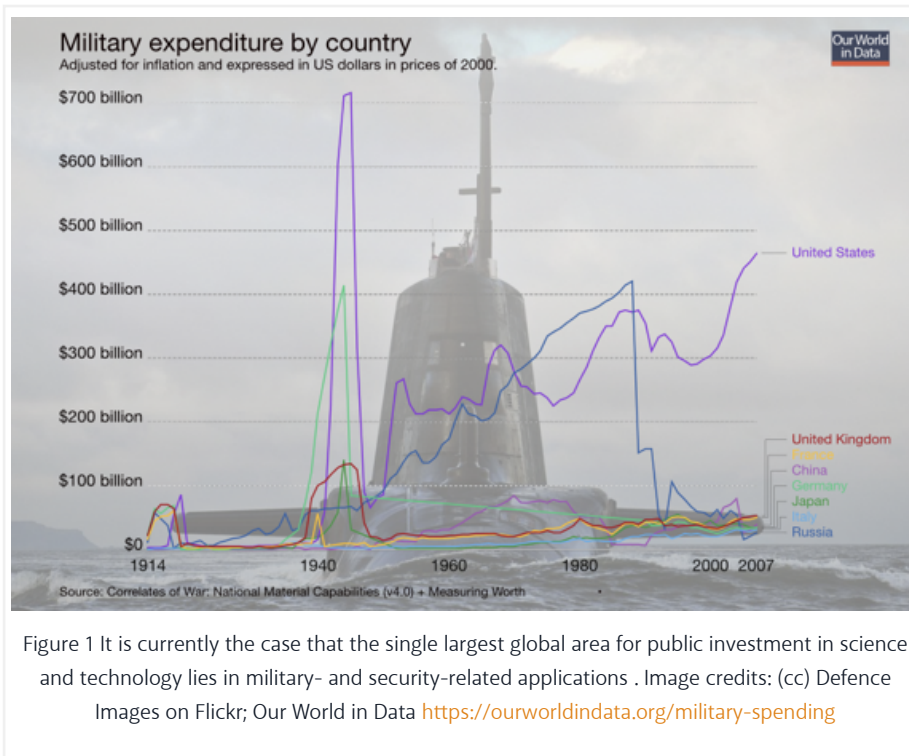 Military expenditure by country
Adjusted for inflation and expressed in US dollars in prices of 2000.
Our World
in Data
$700 billion
$600 billion
$500 billion
$400 billion
$300 billion
$200 billion
$100 billion
$0
United States
United Kingdom
France
China
Germany
Japan
Italy
Russia
1914 1940 1960 1980 2000 2007
Source: Correlates of War: National Material Capabilities (v4.0) + Measuring Worth
Figure 1 It is currently the case that the single largest global area for public investment in science
and technology lies in military- and security-related applications . Image credits: (cc) Defence
Images on Flickr; Our World in Data https://ourworldindata.org/military-spending